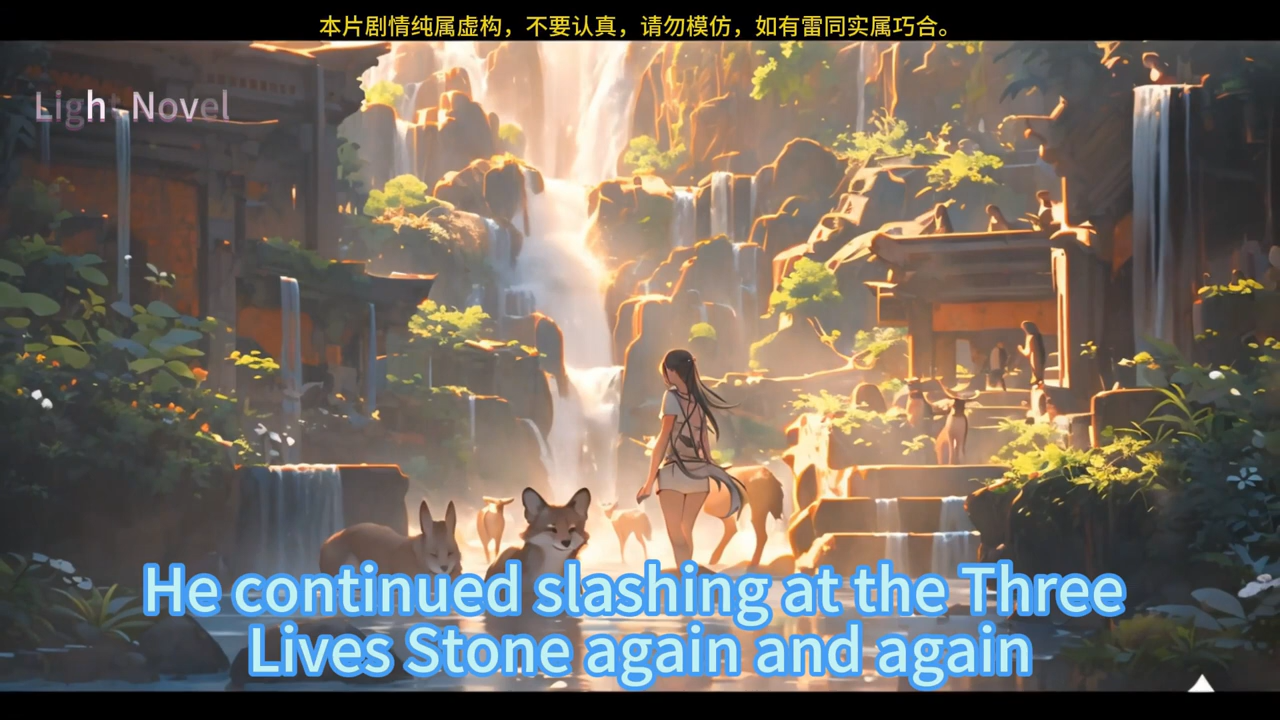 本片剧情纯属虚构，不要认真，请勿模仿，如有雷同实属巧合。
Light Novel
He continued slashing at the Three
Lives Stone again and again